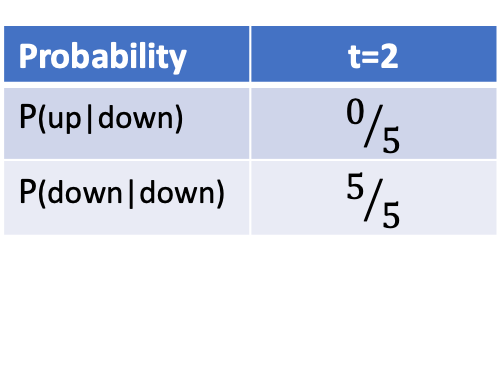 Probability t=2
P(up|down) 0/5
P(down|down) 5/5